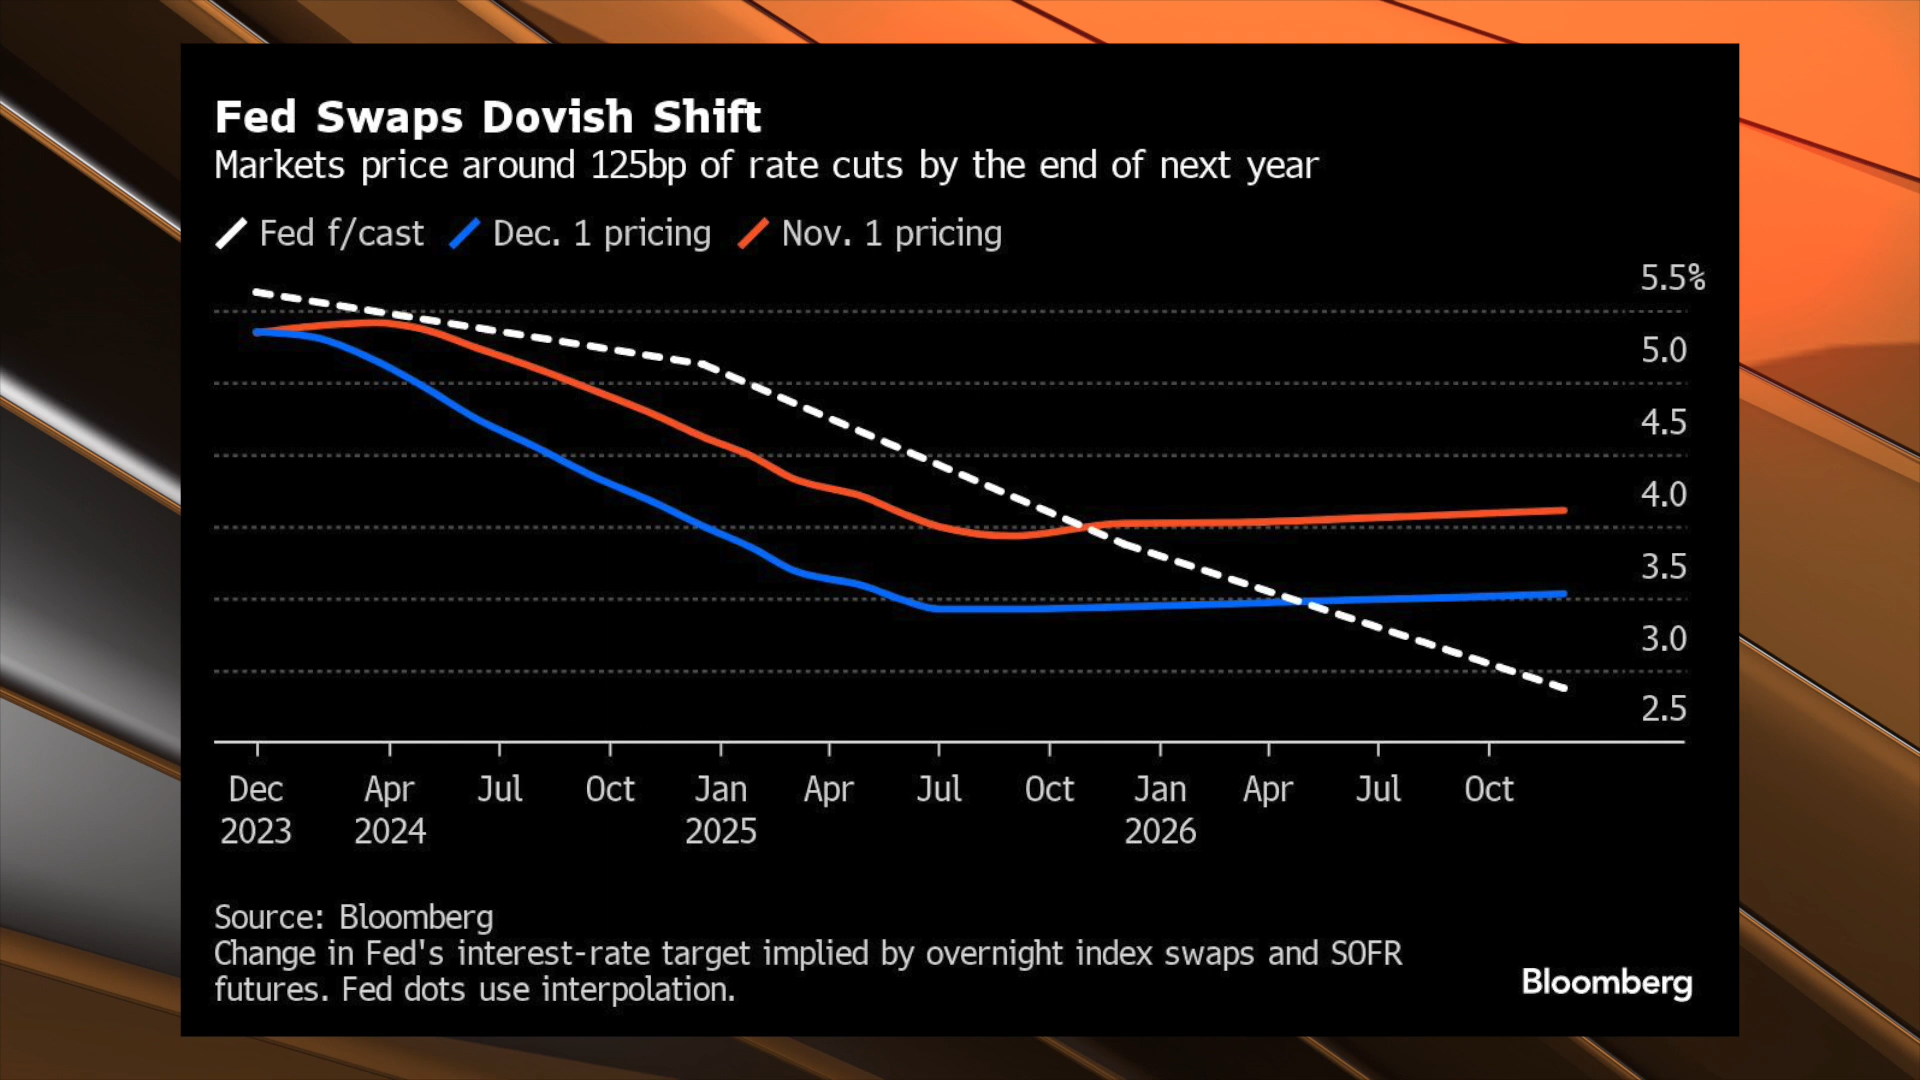 Fed Swaps Dovish Shift
Markets price around 125bp of rate cuts by the end of next year
Fed f/cast Dec. 1 pricing Nov. 1 pricing
5.5%
5.0
4.5
4.0
3.5
3.0
2.5
Dec Apr Jul Oct Jan Apr Jul Oct Jan Apr Jul Oct
2023 2024 2025 2026
Source: Bloomberg
Change in Fed's interest-rate target implied by overnight index swaps and SOFR
futures. Fed dots use interpolation.
Bloomberg